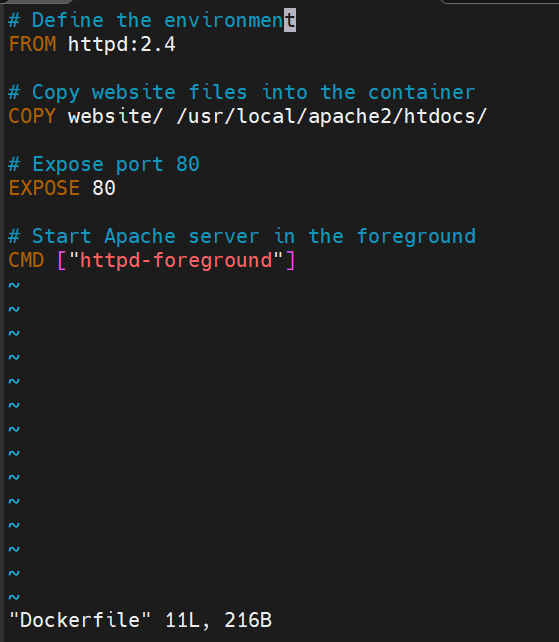 # Define the environment
FROM httpd:2.4
# Copy website files into the container
COPY website/ /usr/local/apache2/htdocs/
# Expose port 80
EXPOSE 80
# Start Apache server in the foreground
CMD ["httpd-foreground"]
~
~
~
~
~
~
~
~
~
~
~
~
~
~
"Dockerfile" 11L, 216B